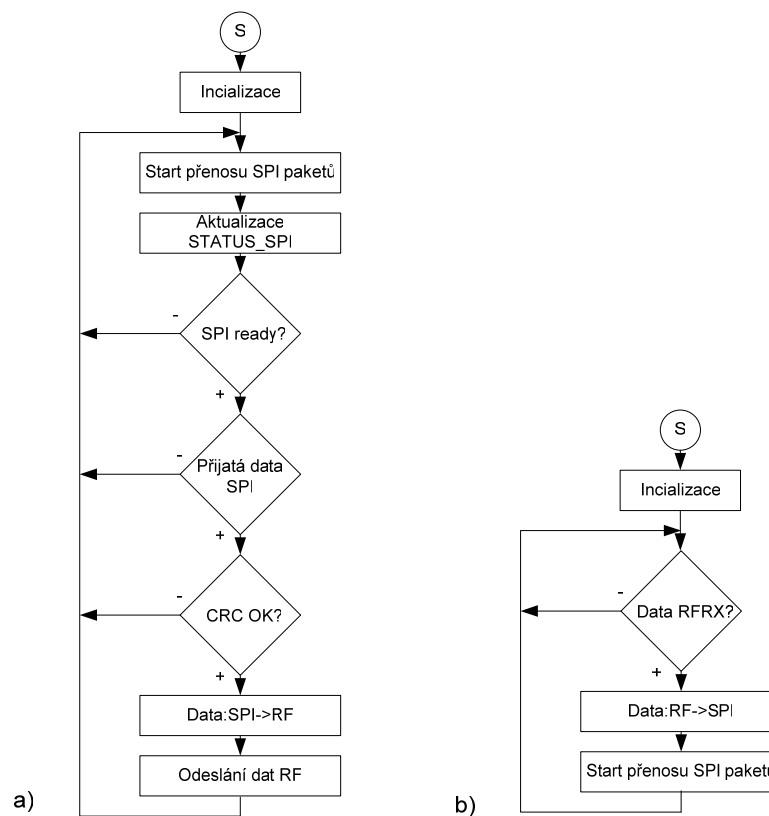 S
Incializace
Start přenosu SPI paketů
Aktualizace
STATUS_SPI
-
SPI ready?
+
-
Přijatá data
SPI
+
-
CRC OK?
+
Data:SPI->RF
Odeslání dat RF
a)
S
Incializace
-
Data RFRX?
+
Data:RF->SPI
Start přenosu SPI paketů
b)